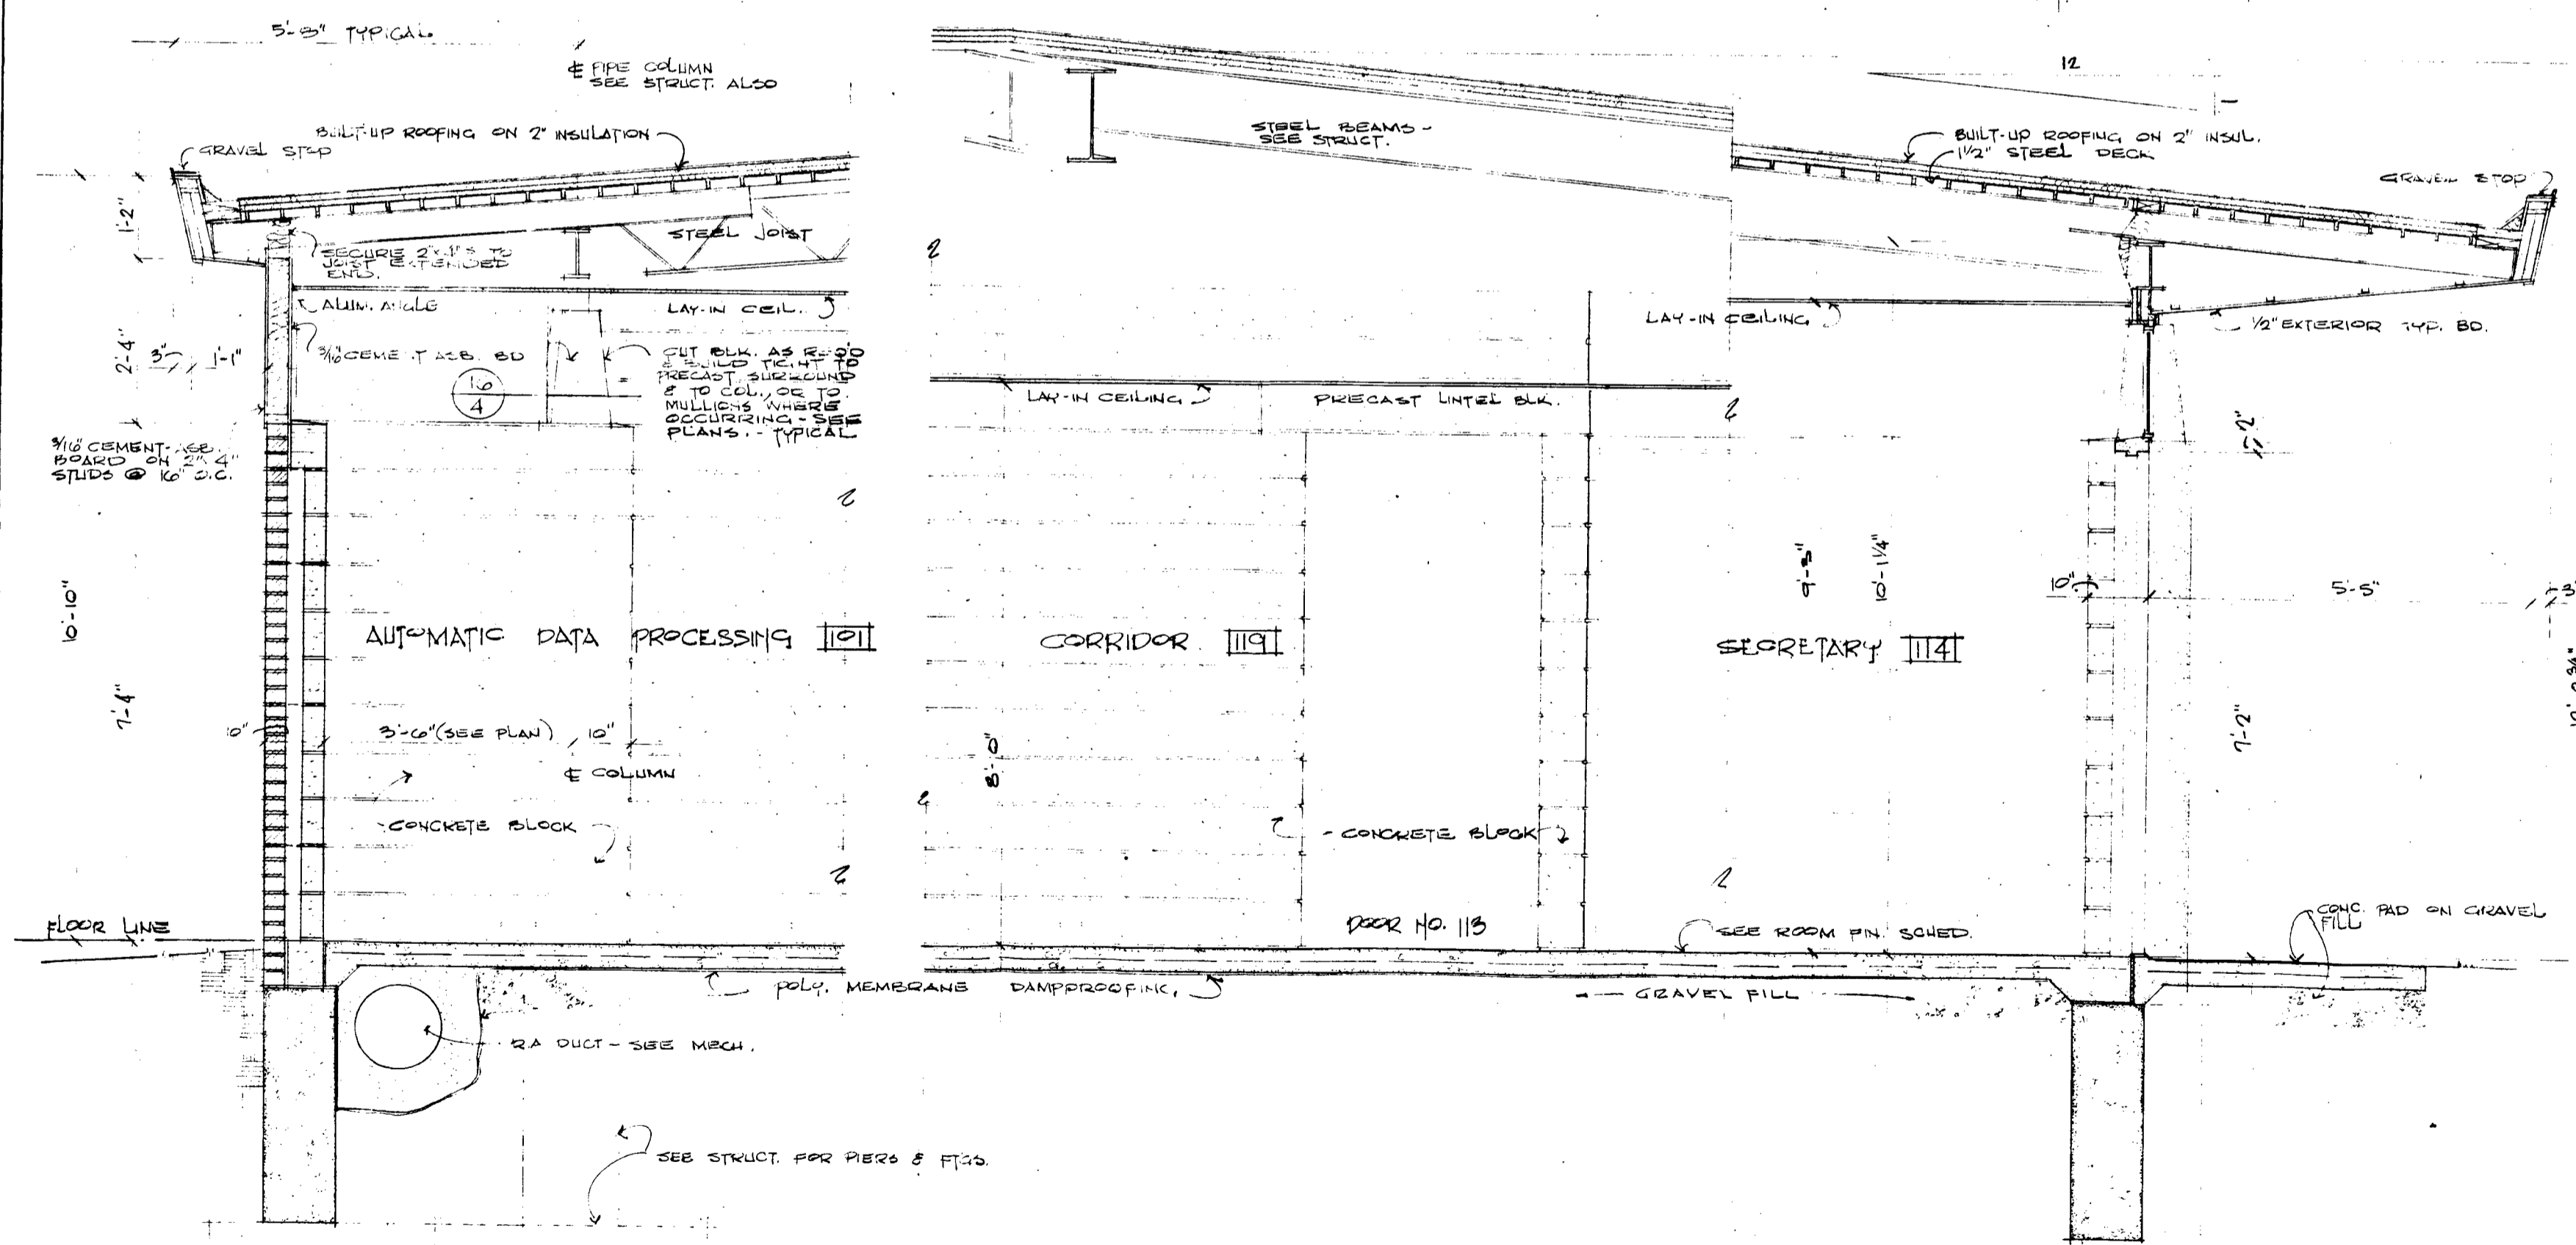 5'-8" TYPICAL
℄ PIPE COLUMN
SEE STRUCT. ALSO
12
1
BUILT-UP ROOFING ON 2" INSULATION
GRAVEL STOP
STEEL BEAMS-
SEE STRUCT.
BUILT-UP ROOFING ON 2" INSUL.
1 1/2" STEEL DECK
GRAVEL STOP
1'-2"
STEEL JOIST
SECURE 2"x4"S TO
JOIST EXTENDED
END.
ALUM. ANGLE
LAY-IN CEIL.
LAY-IN CEILING
1/2" EXTERIOR GYP. BD.
2'-4"
3"
1'-1"
3/16" CEMENT ASB. BD
16
4
CUT BLK. AS REQ'D
& BUILD TIGHT TO
PRECAST SURROUND
& TO COL., OR TO
MULLIONS WHERE
OCCURRING - SEE
PLANS. - TYPICAL
LAY-IN CEILING
PRECAST LINTEL BLK.
3/16" CEMENT-ASB.
BOARD ON 2"x4"
STUDS @ 16" O.C.
10'-10"
7'-4"
10'-1 1/4"
10"
5'-5"
3"
AUTOMATIC DATA PROCESSING 101
CORRIDOR 119
SECRETARY 114
10"
3'-6" (SEE PLAN)
10"
℄ COLUMN
8'-0"
7'-2"
CONCRETE BLOCK
CONCRETE BLOCK
FLOOR LINE
DOOR NO. 113
SEE ROOM FIN. SCHED.
CONC. PAD ON GRAVEL
FILL
POLY. MEMBRANE DAMPPROOFING
GRAVEL FILL
R.A DUCT - SEE MECH.
SEE STRUCT. FOR PIERS & FTGS.